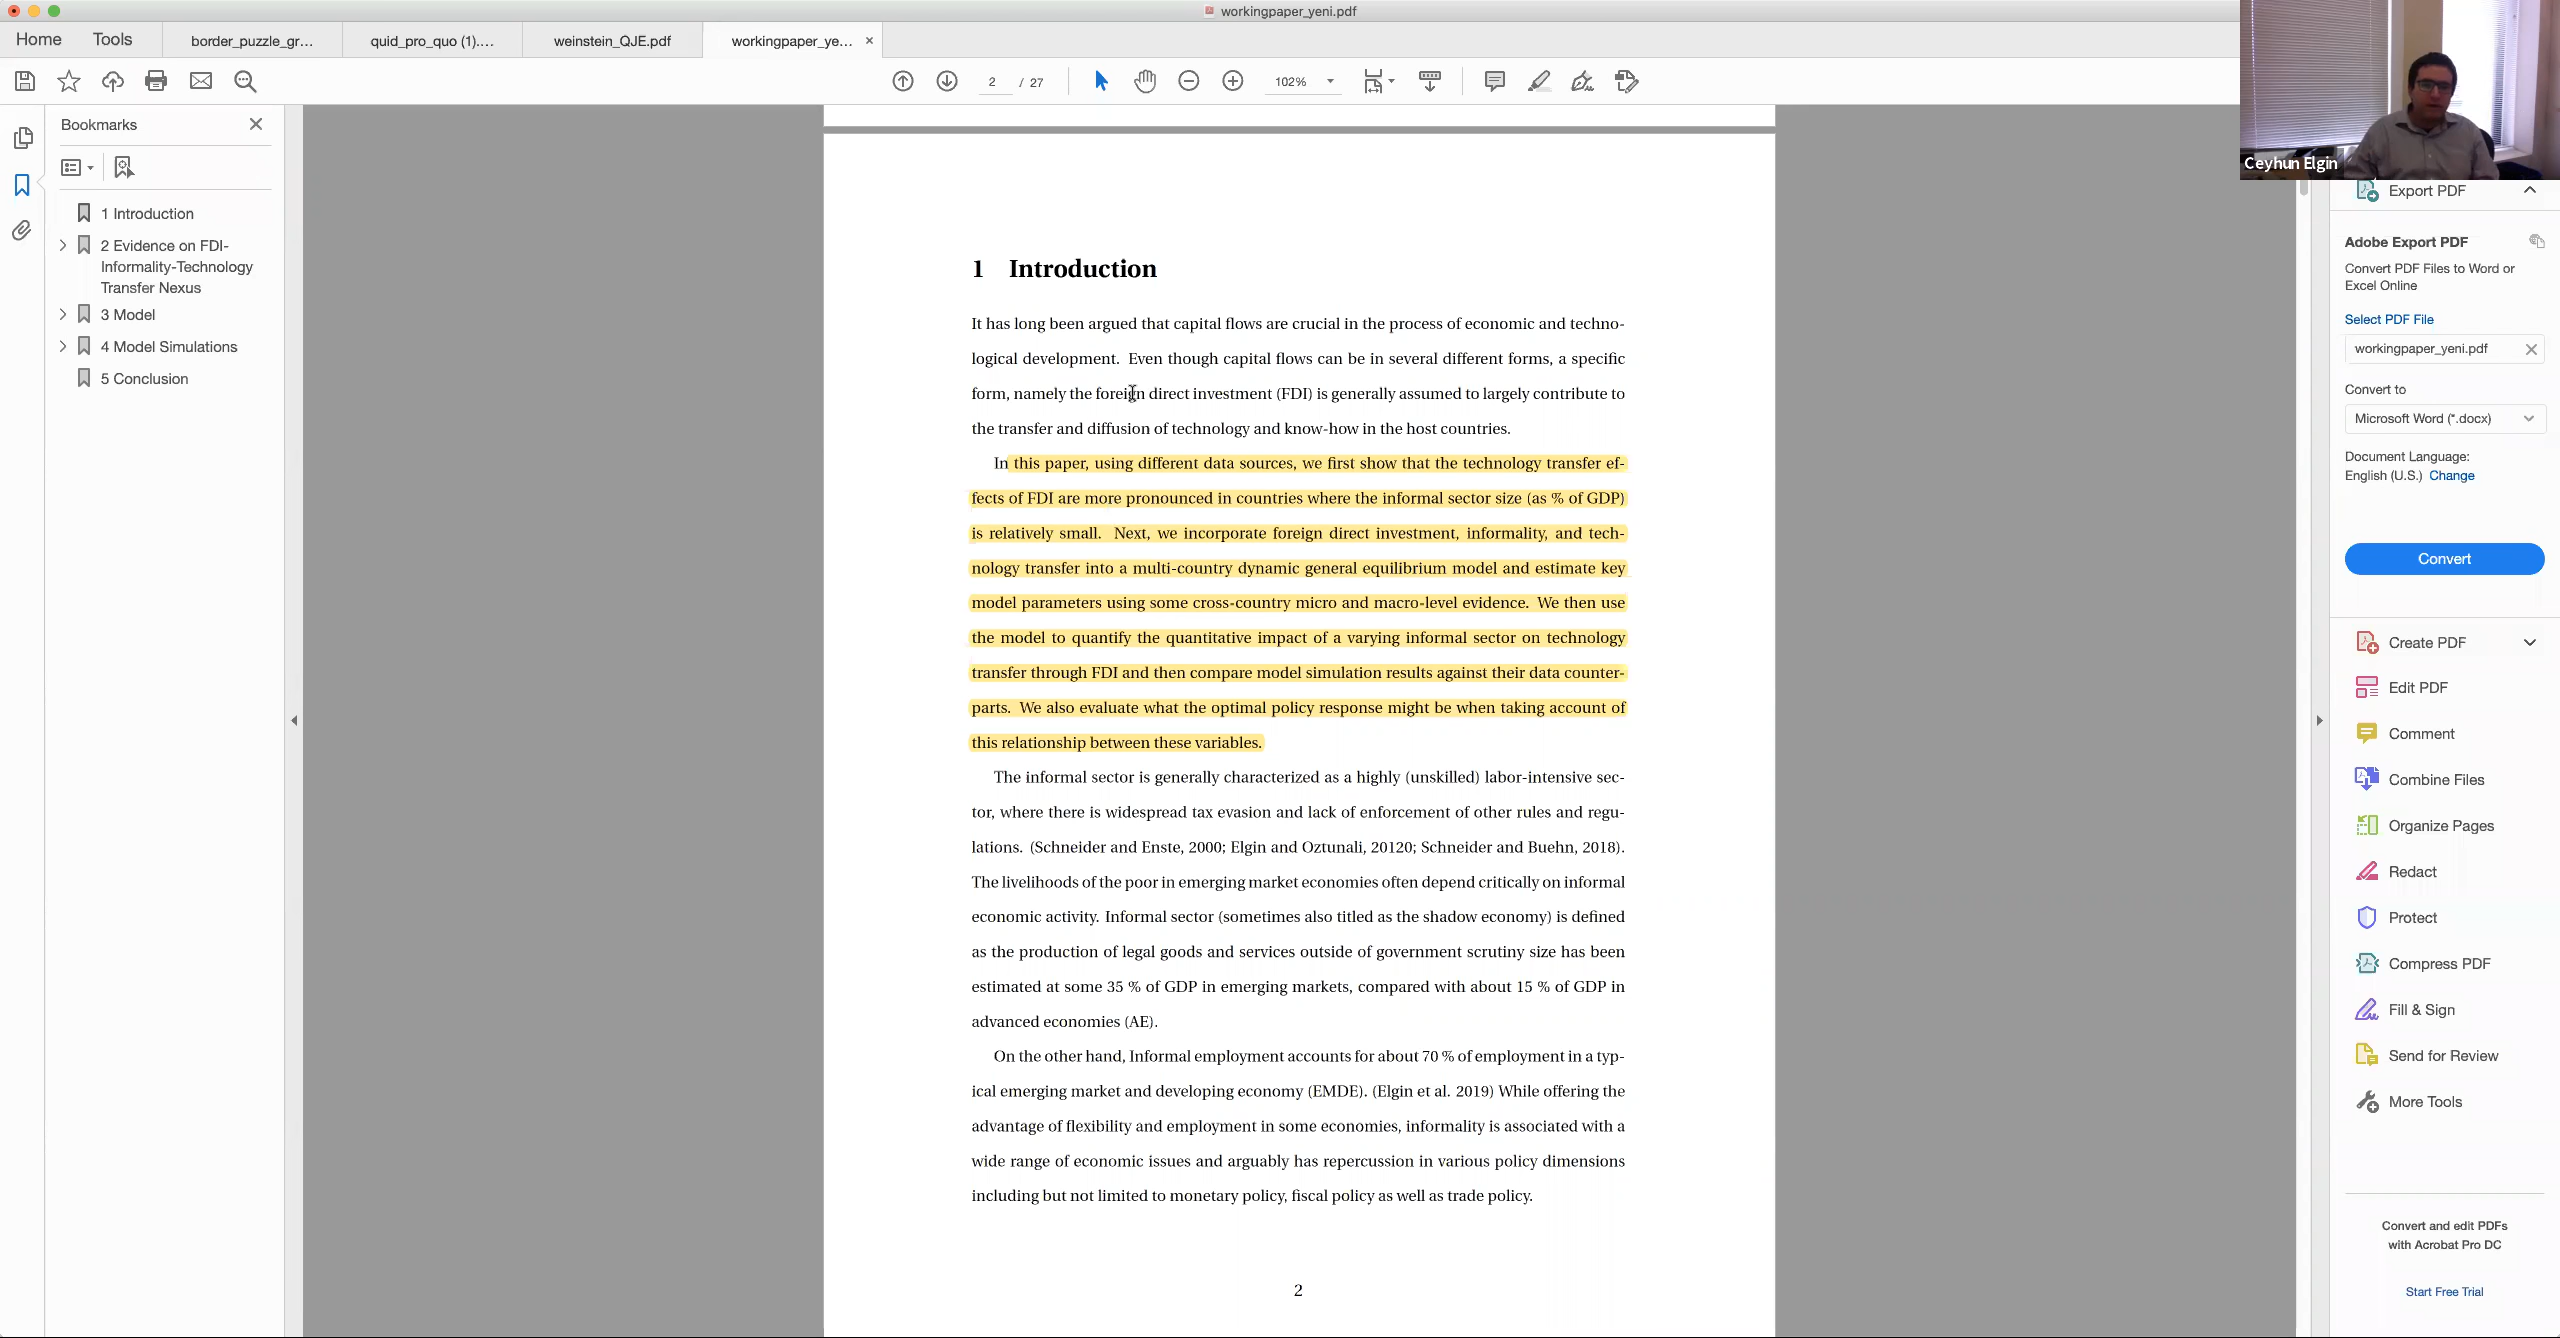 workingpaper_yeni.pdf
Home
Tools
border_puzzle_gr...
quid_pro_quo (1)....
weinstein_QJE.pdf
workingpaper_ye...
2 / 27
102%
Ceyhun Elgin
Bookmarks
1 Introduction
2 Evidence on FDI-
Informality-Technology
Transfer Nexus
3 Model
4 Model Simulations
5 Conclusion
1 Introduction
It has long been argued that capital flows are crucial in the process of economic and techno-
logical development. Even though capital flows can be in several different forms, a specific
form, namely the foreign direct investment (FDI) is generally assumed to largely contribute to
the transfer and diffusion of technology and know-how in the host countries.
In this paper, using different data sources, we first show that the technology transfer ef-
fects of FDI are more pronounced in countries where the informal sector size (as % of GDP)
is relatively small. Next, we incorporate foreign direct investment, informality, and tech-
nology transfer into a multi-country dynamic general equilibrium model and estimate key
model parameters using some cross-country micro and macro-level evidence. We then use
the model to quantify the quantitative impact of a varying informal sector on technology
transfer through FDI and then compare model simulation results against their data counter-
parts. We also evaluate what the optimal policy response might be when taking account of
this relationship between these variables.
The informal sector is generally characterized as a highly (unskilled) labor-intensive sec-
tor, where there is widespread tax evasion and lack of enforcement of other rules and regu-
lations. (Schneider and Enste, 2000; Elgin and Oztunali, 20120; Schneider and Buehn, 2018).
The livelihoods of the poor in emerging market economies often depend critically on informal
economic activity. Informal sector (sometimes also titled as the shadow economy) is defined
as the production of legal goods and services outside of government scrutiny size has been
estimated at some 35 % of GDP in emerging markets, compared with about 15 % of GDP in
advanced economies (AE).
On the other hand, Informal employment accounts for about 70 % of employment in a typ-
ical emerging market and developing economy (EMDE). (Elgin et al. 2019) While offering the
advantage of flexibility and employment in some economies, informality is associated with a
wide range of economic issues and arguably has repercussion in various policy dimensions
including but not limited to monetary policy, fiscal policy as well as trade policy.
2
Export PDF
Adobe Export PDF
Convert PDF Files to Word or
Excel Online
Select PDF File
workingpaper_yeni.pdf
Convert to
Microsoft Word (*.docx)
Document Language:
English (U.S.) Change
Convert
Create PDF
Edit PDF
Comment
Combine Files
Organize Pages
Redact
Protect
Compress PDF
Fill & Sign
Send for Review
More Tools
Convert and edit PDFs
with Acrobat Pro DC
Start Free Trial